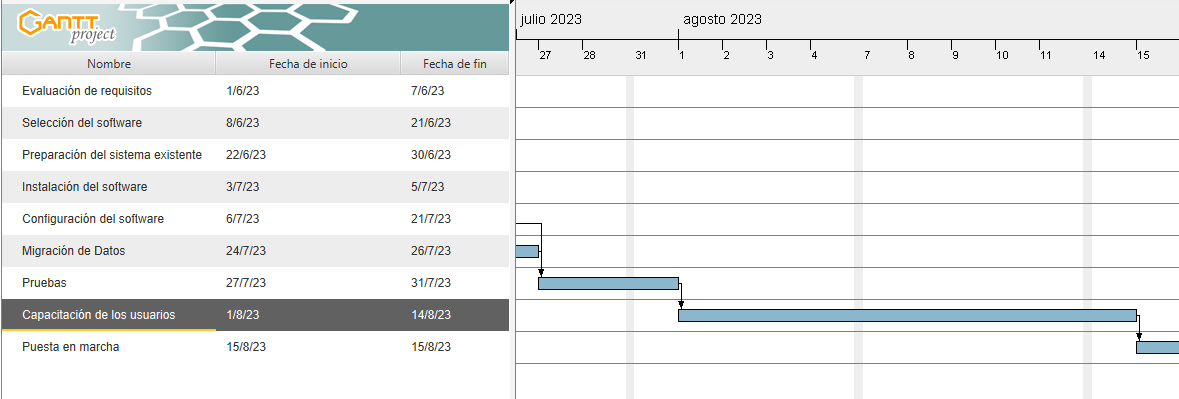 GANTT
project
julio 2023 agosto 2023
27 28 31 1 2 3 4 7 8 9 10 11 14 15
Nombre Fecha de inicio Fecha de fin
Evaluación de requisitos 1/6/23 7/6/23
Selección del software 8/6/23 21/6/23
Preparación del sistema existente 22/6/23 30/6/23
Instalación del software 3/7/23 5/7/23
Configuración del software 6/7/23 21/7/23
Migración de Datos 24/7/23 26/7/23
Pruebas 27/7/23 31/7/23
Capacitación de los usuarios 1/8/23 14/8/23
Puesta en marcha 15/8/23 15/8/23